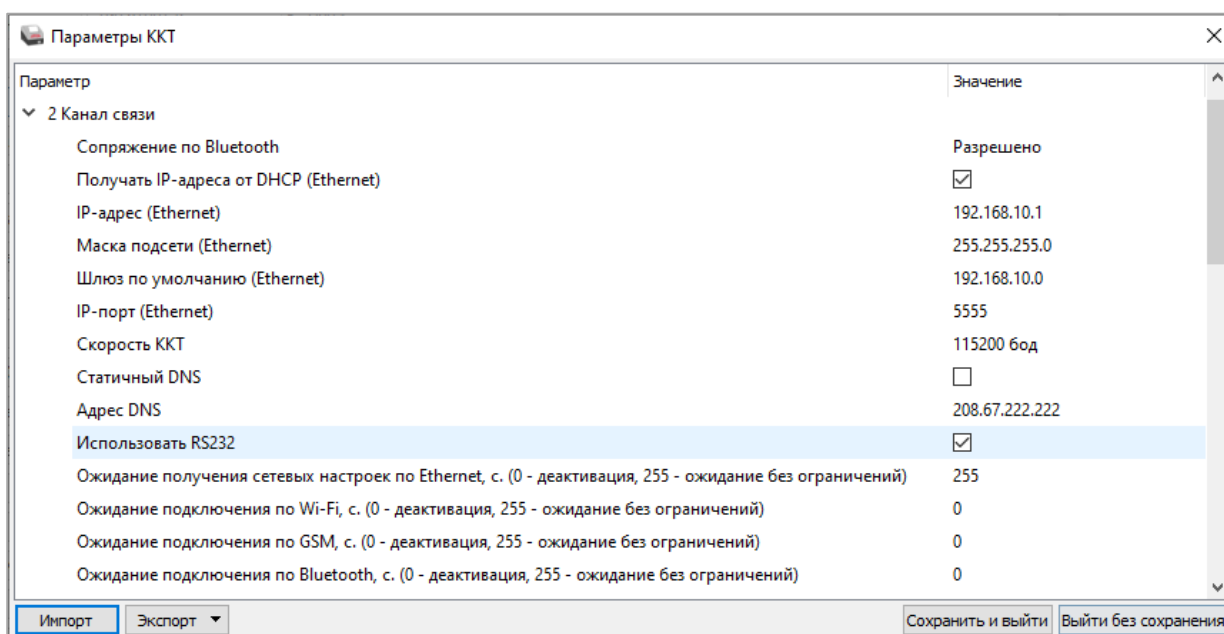 Параметры ККТ
Параметр Значение
2 Канал связи
Сопряжение по Bluetooth Разрешено
Получать IP-адреса от DHCP (Ethernet)
IP-адрес (Ethernet) 192.168.10.1
Маска подсети (Ethernet) 255.255.255.0
Шлюз по умолчанию (Ethernet) 192.168.10.0
IP-порт (Ethernet) 5555
Скорость ККТ 115200 бод
Статичный DNS
Адрес DNS 208.67.222.222
Использовать RS232
Ожидание получения сетевых настроек по Ethernet, с. (0 - деактивация, 255 - ожидание без ограничений) 255
Ожидание подключения по Wi-Fi, с. (0 - деактивация, 255 - ожидание без ограничений) 0
Ожидание подключения по GSM, с. (0 - деактивация, 255 - ожидание без ограничений) 0
Ожидание подключения по Bluetooth, с. (0 - деактивация, 255 - ожидание без ограничений) 0
Импорт Экспорт Сохранить и выйти Выйти без сохранения